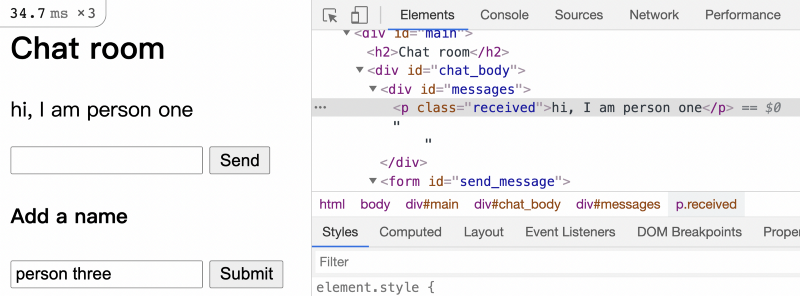 34.7 ms ×3
Chat room
hi, I am person one
Send
Add a name
person three Submit
Elements Console Sources Network Performance
<div id="main">
<h2>Chat room</h2>
<div id="chat_body">
<div id="messages">
<p class="received">hi, I am person one</p> == $0
"
"
</div>
<form id="send_message">
html body div#main div#chat_body div#messages p.received
Styles Computed Layout Event Listeners DOM Breakpoints Proper
Filter
element.style {